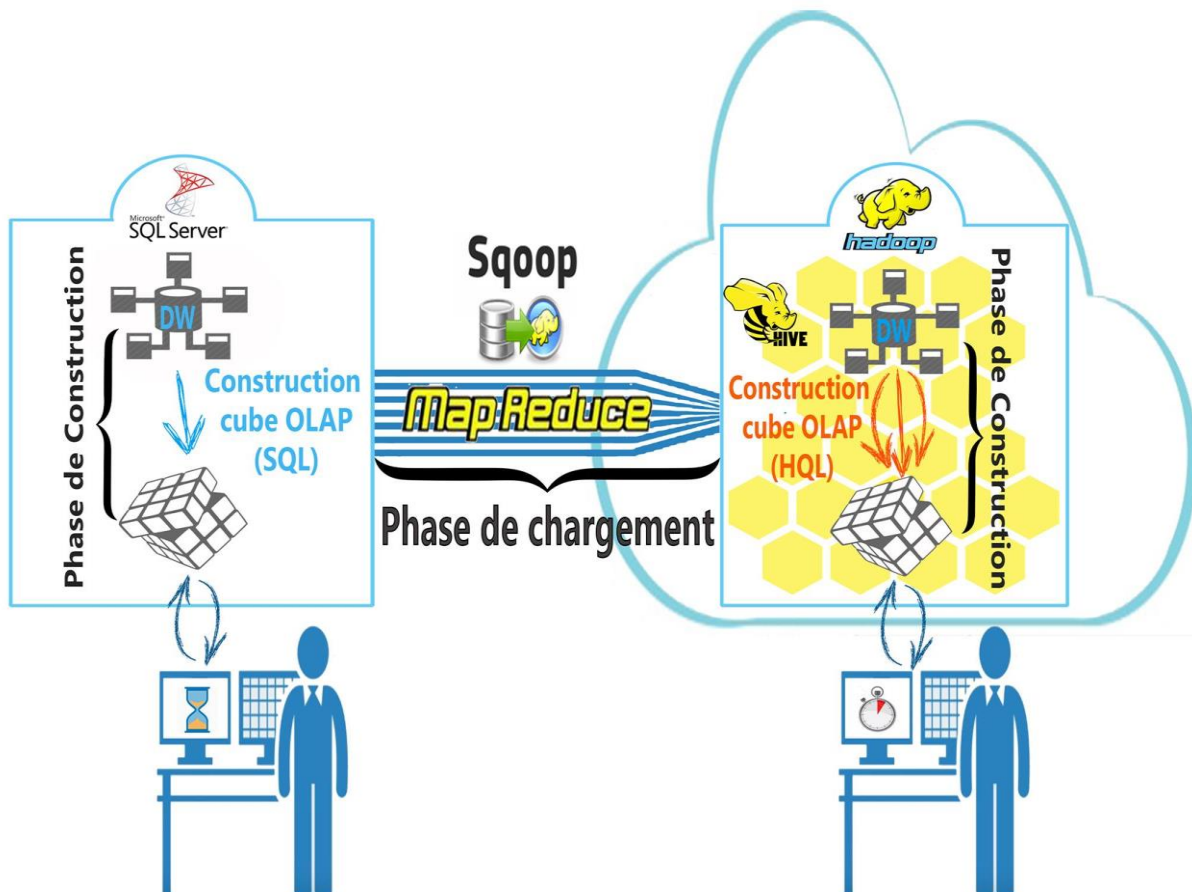 Microsoft
SQL Server
Phase de Construction
DW
Construction
cube OLAP
(SQL)
Sqoop
Map Reduce
Phase de chargement
hadoop
HIVE
DW
Construction
cube OLAP
(HQL)
Phase de Construction